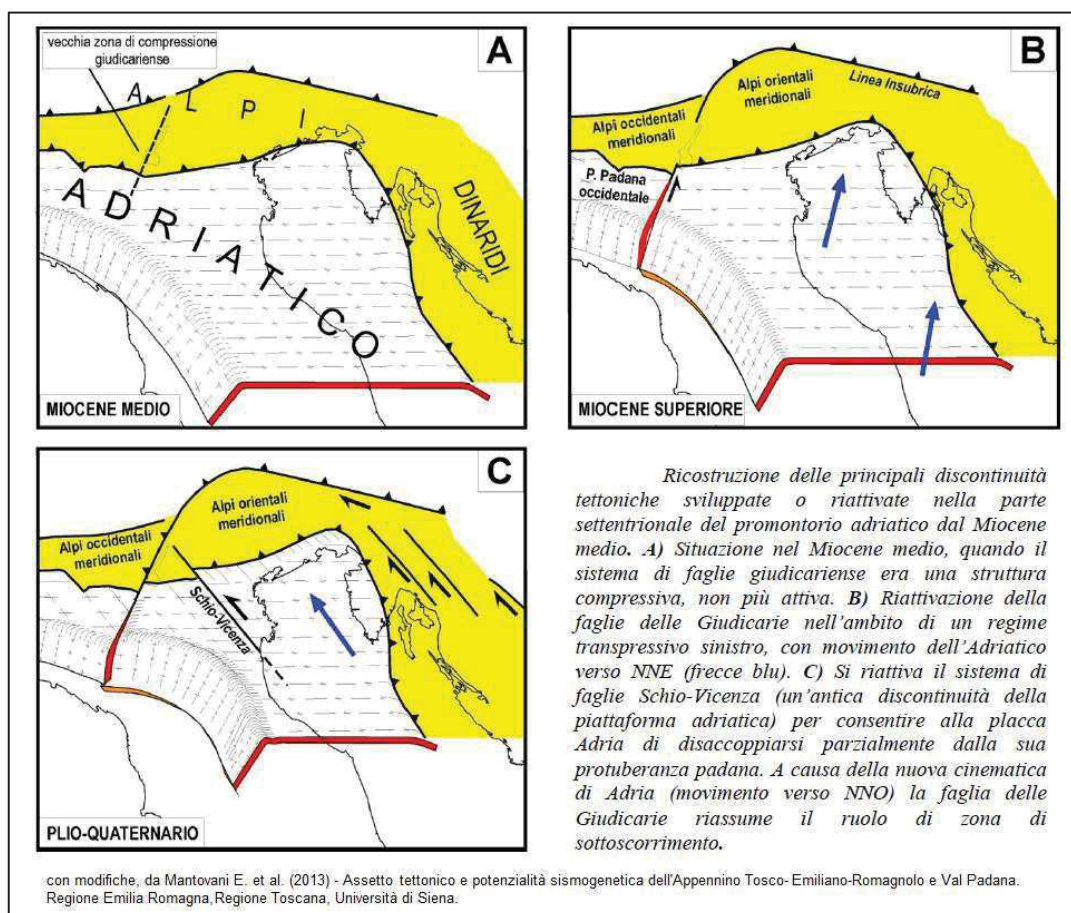 vecchia zona di compressione
giudicariense
A
A L P I
ADRIATICO
DINARIDI
MIOCENE MEDIO
B
Alpi orientali
meridionali
Linea Insubrica
Alpi occidentali
meridionali
P. Padana
occidentale
MIOCENE SUPERIORE
C
Alpi orientali
meridionali
Alpi occidentali
meridionali
Schio-Vicenza
PLIO-QUATERNARIO
Ricostruzione delle principali discontinuità
tettoniche sviluppate o riattivate nella parte
settentrionale del promontorio adriatico dal Miocene
medio. A) Situazione nel Miocene medio, quando il
sistema di faglie giudicariense era una struttura
compressiva, non più attiva. B) Riattivazione della
faglie delle Giudicarie nell'ambito di un regime
transpressivo sinistro, con movimento dell'Adriatico
verso NNE (frecce blu). C) Si riattiva il sistema di
faglie Schio-Vicenza (un'antica discontinuità della
piattaforma adriatica) per consentire alla placca
Adria di disaccoppiarsi parzialmente dalla sua
protuberanza padana. A causa della nuova cinematica
di Adria (movimento verso NNO) la faglia delle
Giudicarie riassume il ruolo di zona di
sottoscorrimento.
con modifiche, da Mantovani E. et al. (2013) - Assetto tettonico e potenzialità sismogenetica dell'Appennino Tosco- Emiliano-Romagnolo e Val Padana.
Regione Emilia Romagna,Regione Toscana, Università di Siena.